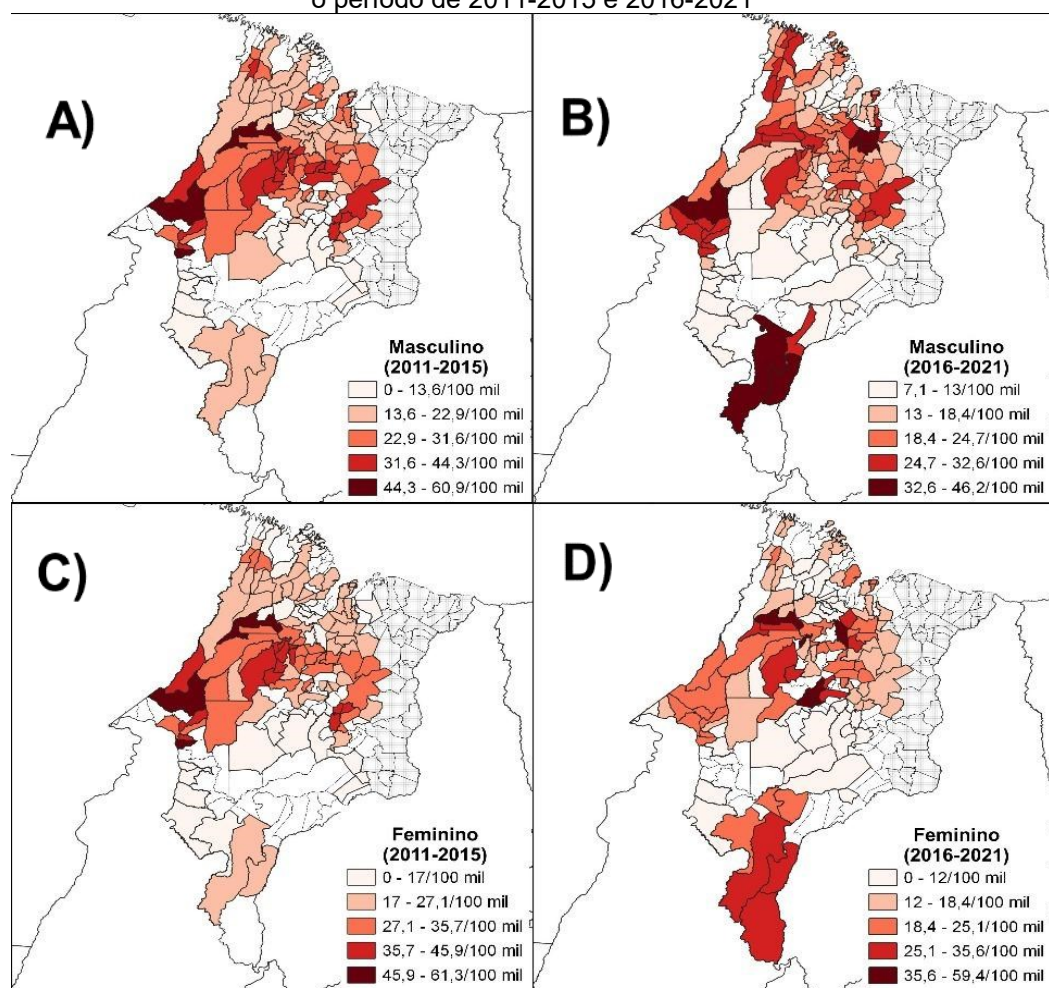 o período de 2011-2015 e 2016-2021
A)
Masculino
(2011-2015)
0 - 13,6/100 mil
13,6 - 22,9/100 mil
22,9 - 31,6/100 mil
31,6 - 44,3/100 mil
44,3 - 60,9/100 mil
B)
Masculino
(2016-2021)
7,1 - 13/100 mil
13 - 18,4/100 mil
18,4 - 24,7/100 mil
24,7 - 32,6/100 mil
32,6 - 46,2/100 mil
C)
Feminino
(2011-2015)
0 - 17/100 mil
17 - 27,1/100 mil
27,1 - 35,7/100 mil
35,7 - 45,9/100 mil
45,9 - 61,3/100 mil
D)
Feminino
(2016-2021)
0 - 12/100 mil
12 - 18,4/100 mil
18,4 - 25,1/100 mil
25,1 - 35,6/100 mil
35,6 - 59,4/100 mil